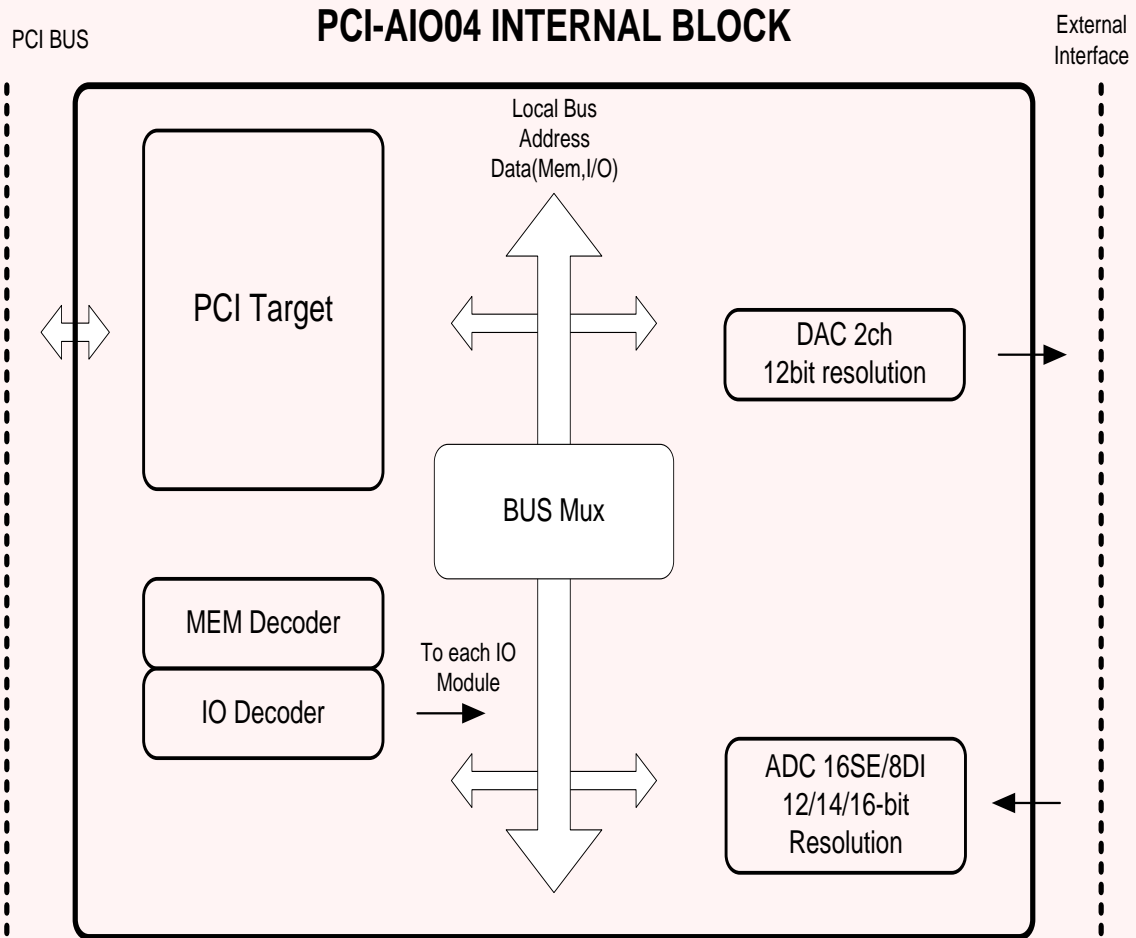 PCI-AIO04 INTERNAL BLOCK
PCI BUS
External
Interface
Local Bus
Address
Data(Mem,I/O)
PCI Target
DAC 2ch
12bit resolution
BUS Mux
MEM Decoder
To each IO
Module
IO Decoder
ADC 16SE/8DI
12/14/16-bit
Resolution